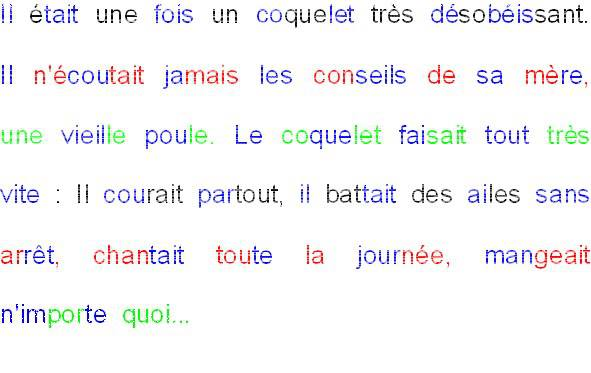 Il était une fois un coquelet très désobéissant.
Il n'écoutait jamais les conseils de sa mère,
une vieille poule. Le coquelet faisait tout très
vite : Il courait partout, il battait des ailes sans
arrêt, chantait toute la journée, mangeait
n'importe quoi...